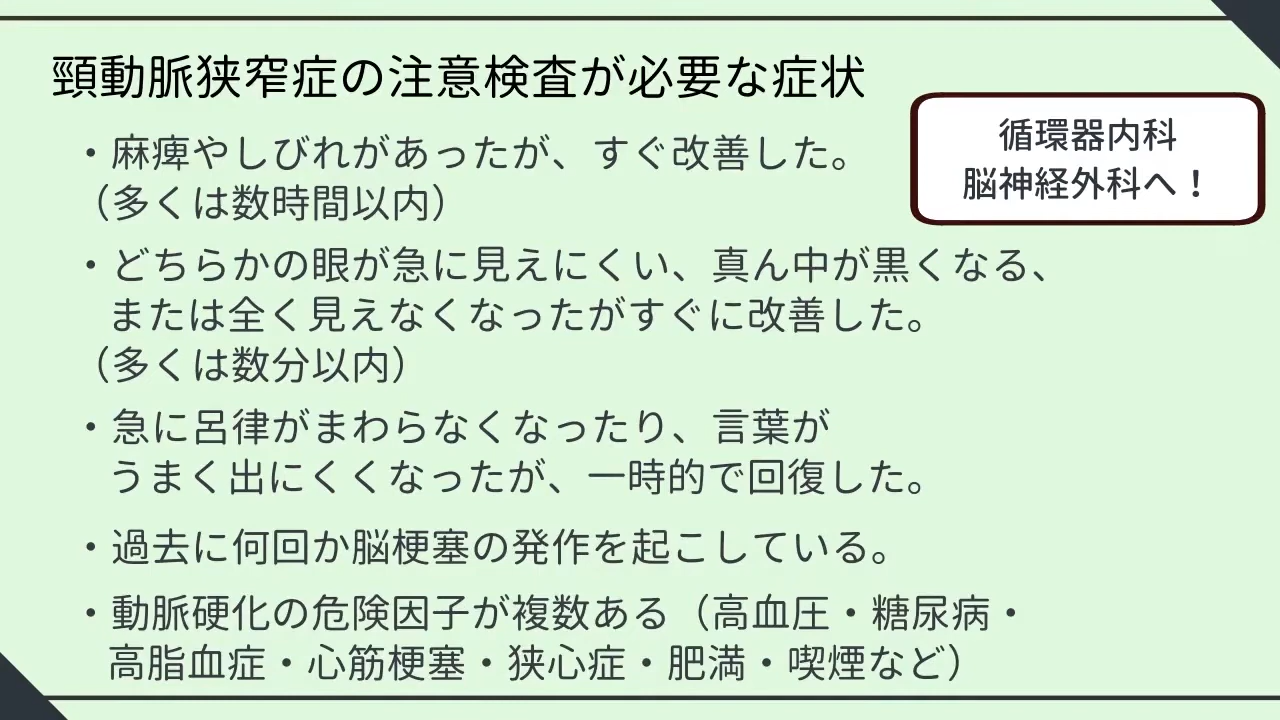 頸動脈狭窄症の注意検査が必要な症状
循環器内科
脳神経外科へ！
・麻痺やしびれがあったが、すぐ改善した。
（多くは数時間以内）
・どちらかの眼が急に見えにくい、真ん中が黒くなる、
または全く見えなくなったがすぐに改善した。
（多くは数分以内）
・急に呂律がまわらなくなったり、言葉が
うまく出にくくなったが、一時的で回復した。
・過去に何回か脳梗塞の発作を起こしている。
・動脈硬化の危険因子が複数ある（高血圧・糖尿病・
高脂血症・心筋梗塞・狭心症・肥満・喫煙など）